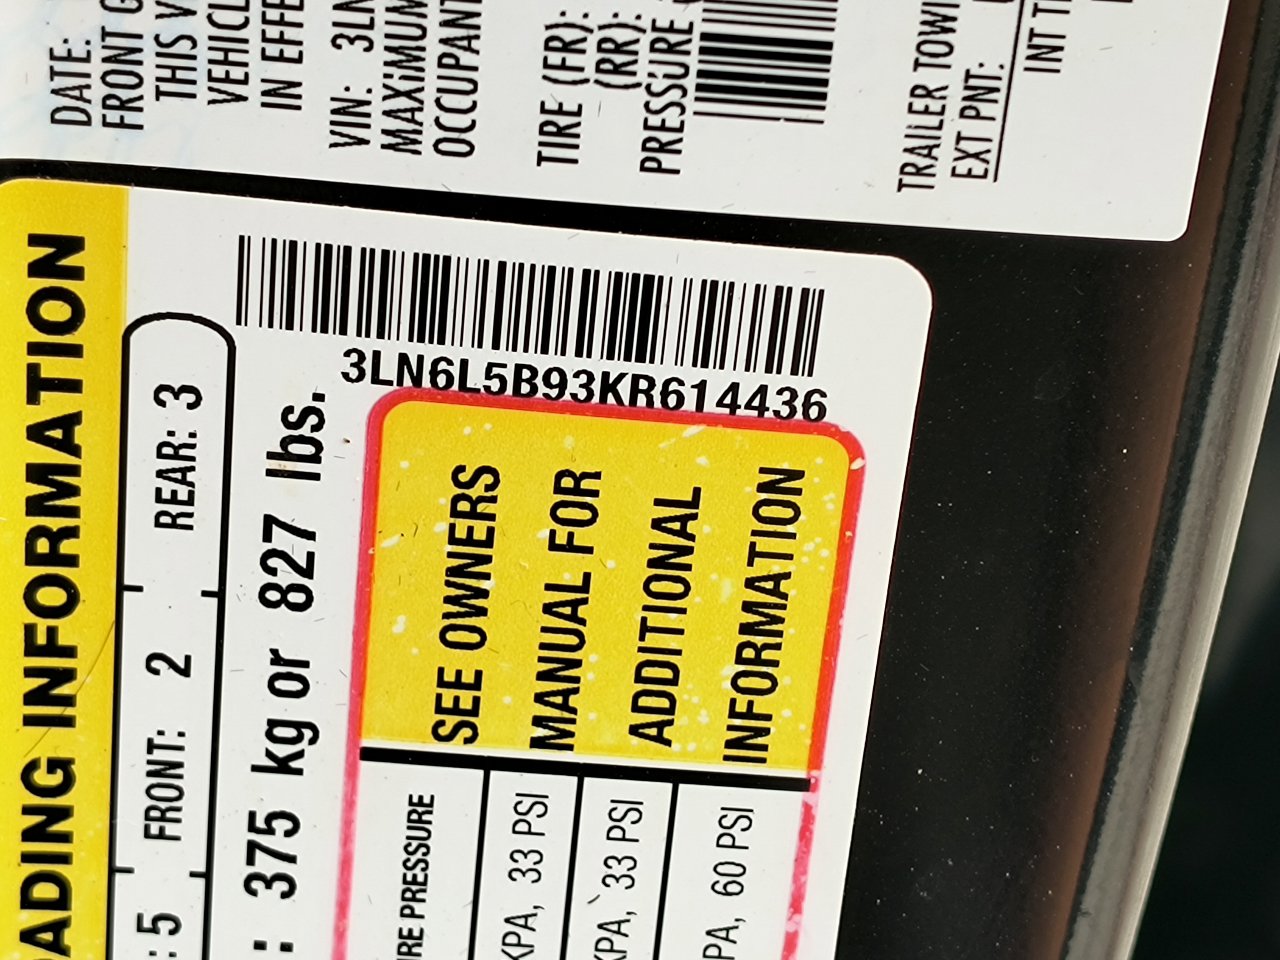 DATE:
FRONT G
THIS V
VEHICL
IN EFFE
VIN: 3LN
MAXIMUM
OCCUPANT
TIRE (FR):
(RR):
PRESSURE
TRAILER TOWI
EXT PNT:
INT T
ADING INFORMATION
: 5 FRONT: 2 REAR: 3
: 375 kg or 827 lbs.
3LN6L5B93KR614436
SEE OWNERS
MANUAL FOR
ADDITIONAL
INFORMATION
IRE PRESSURE
KPA, 33 PSI
KPA, 33 PSI
PA, 60 PSI